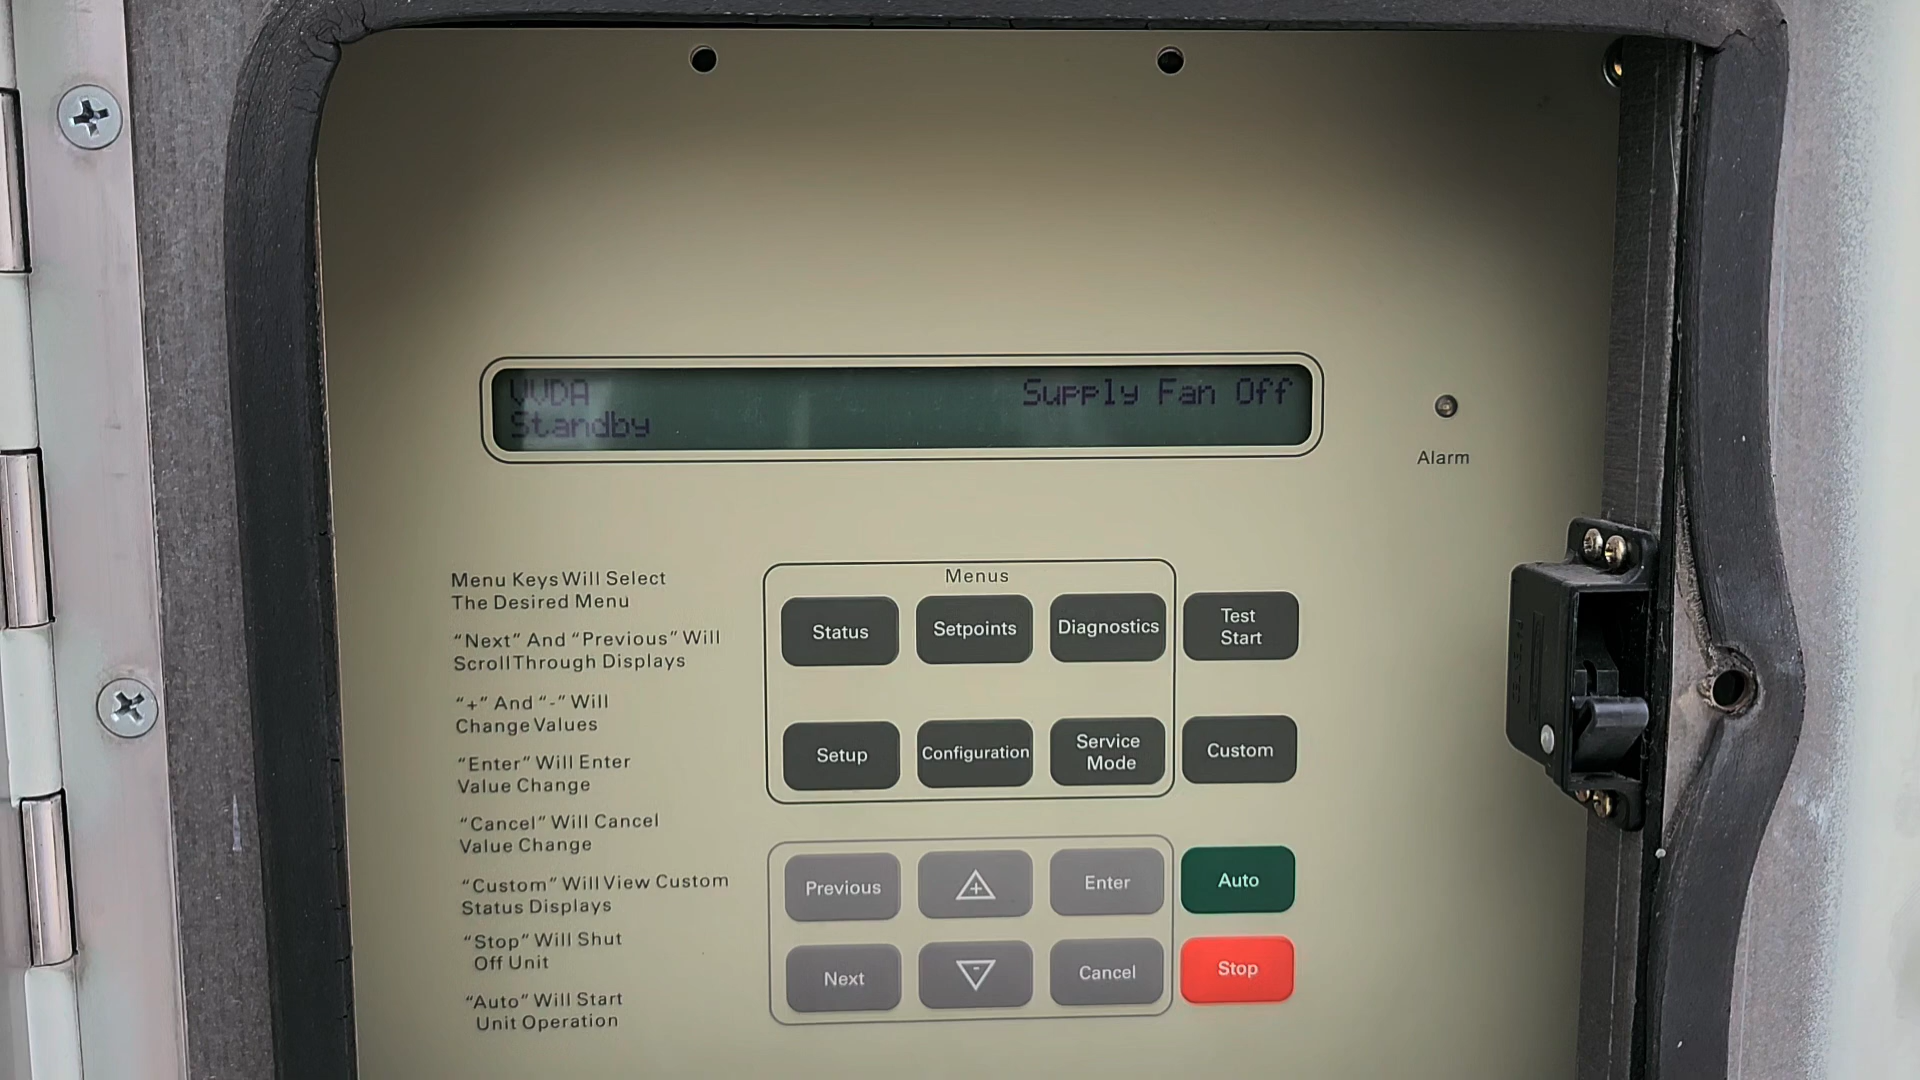 VVDA Supply Fan Off
Standby
Alarm
Menu Keys Will Select
The Desired Menu
"Next" And "Previous" Will
Scroll Through Displays
"+" And "-" Will
Change Values
"Enter" Will Enter
Value Change
"Cancel" Will Cancel
Value Change
"Custom" Will View Custom
Status Displays
"Stop" Will Shut
Off Unit
"Auto" Will Start
Unit Operation
Menus
Status Setpoints Diagnostics Test
Start
Setup Configuration Service
Mode Custom
Previous + Enter Auto
Next - Cancel Stop